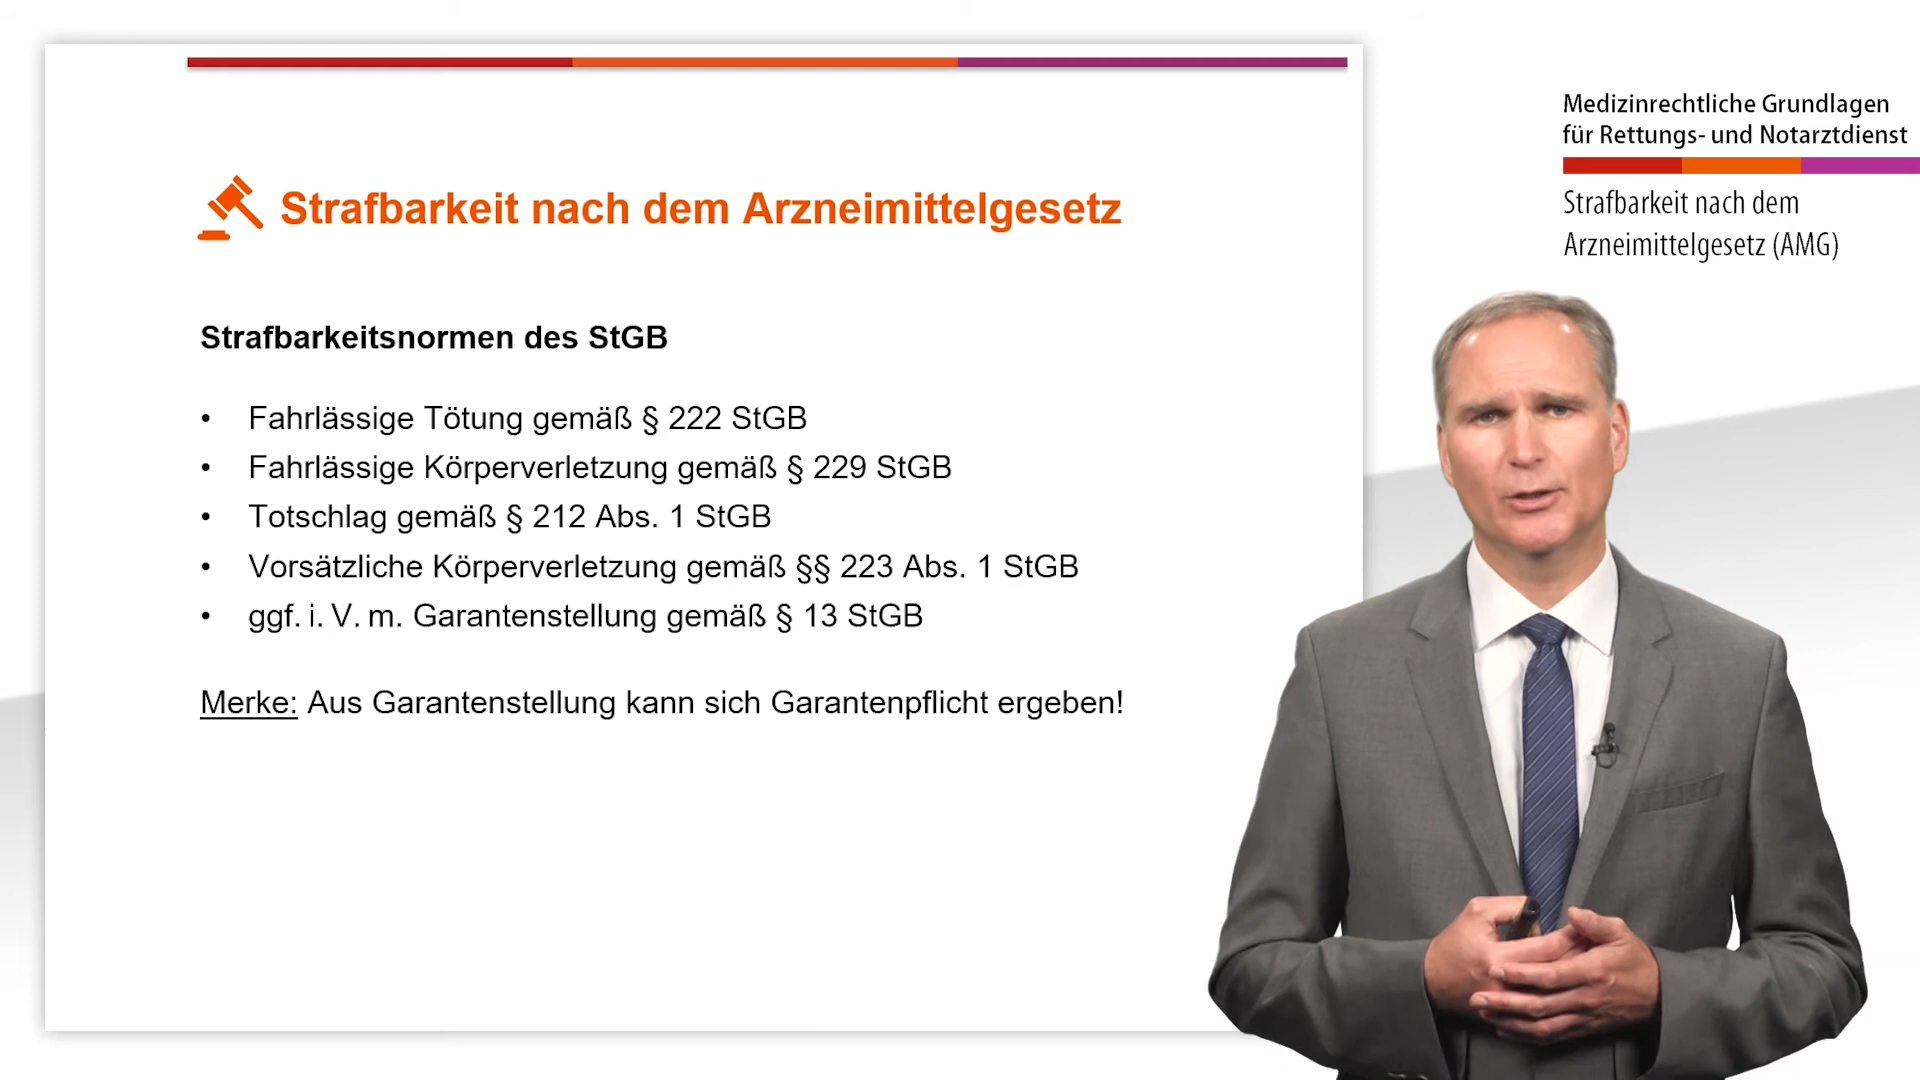 Strafbarkeit nach dem Arzneimittelgesetz
Strafbarkeitsnormen des StGB
• Fahrlässige Tötung gemäß § 222 StGB
• Fahrlässige Körperverletzung gemäß § 229 StGB
• Totschlag gemäß § 212 Abs. 1 StGB
• Vorsätzliche Körperverletzung gemäß §§ 223 Abs. 1 StGB
• ggf. i. V. m. Garantenstellung gemäß § 13 StGB
Merke: Aus Garantenstellung kann sich Garantenpflicht ergeben!
Medizinrechtliche Grundlagen
für Rettungs- und Notarztdienst
Strafbarkeit nach dem
Arzneimittelgesetz (AMG)